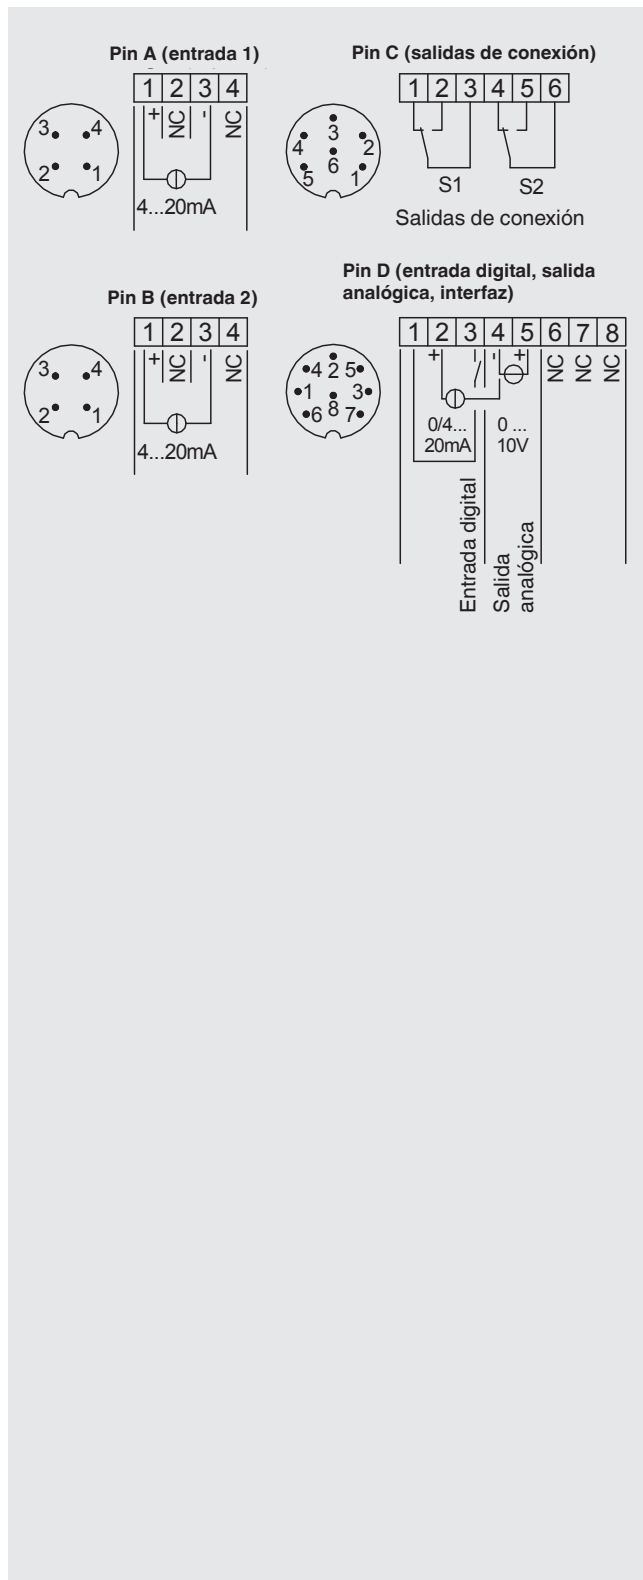 Pin A (entrada 1)
1 2 3 4
+ NC - NC
3 4
2 1
4...20mA
Pin C (salidas de conexión)
1 2 3 4 5 6
3
4 2
6
5 1
S1 S2
Salidas de conexión
Pin B (entrada 2)
1 2 3 4
+ NC - NC
3 4
2 1
4...20mA
Pin D (entrada digital, salida
analógica, interfaz)
1 2 3 4 5 6 7 8
+ - - + NC NC NC
4 2 5
1 3
6 8 7
0/4... 0 ...
20mA 10V
Entrada digital
Salida
analógica